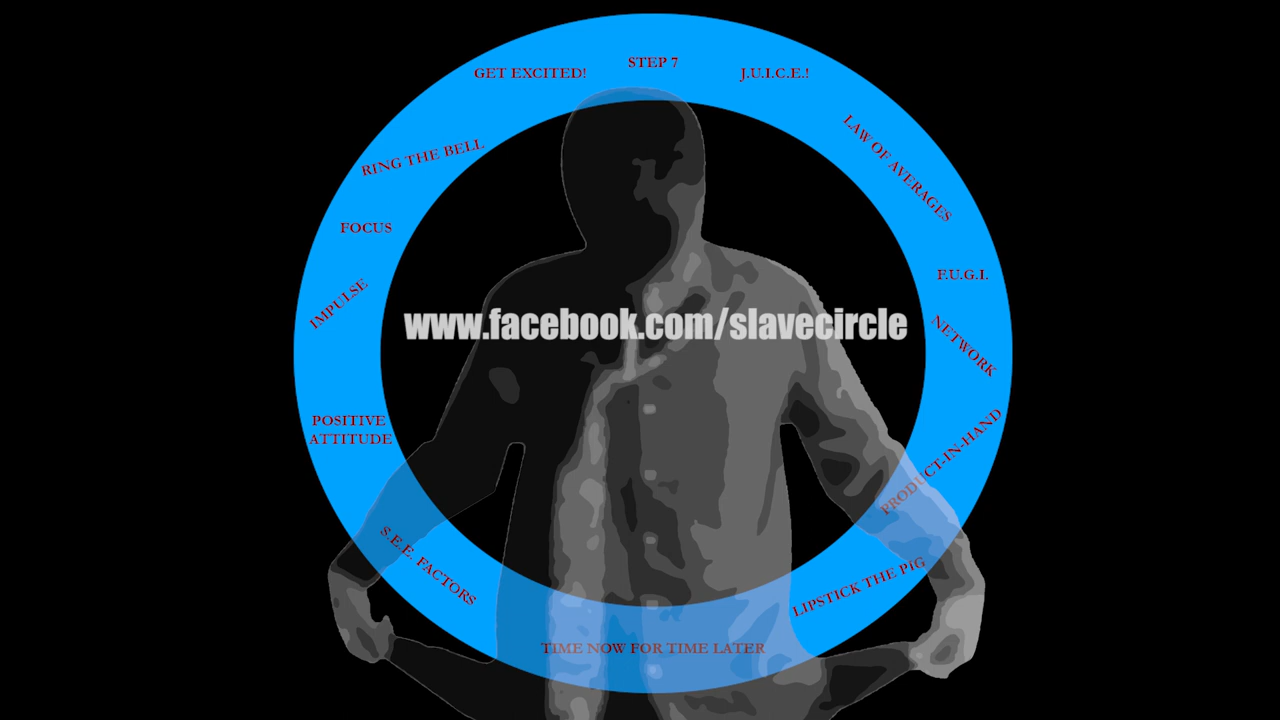 STEP 7
J.U.I.C.E.!
LAW OF AVERAGES
F.U.G.I.
NETWORK
PRODUCT-IN-HAND
LIPSTICK THE PIG
TIME NOW FOR TIME LATER
S.E.E. FACTORS
POSITIVE
ATTITUDE
IMPULSE
FOCUS
RING THE BELL
GET EXCITED!
www.facebook.com/slavecircle